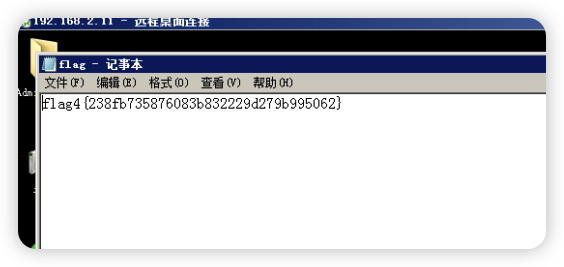 192.168.2.11 - 远程桌面连接
flag - 记事本
文件(F) 编辑(E) 格式(O) 查看(V) 帮助(H)
flag4{238fb735876083b832229d279b995062}